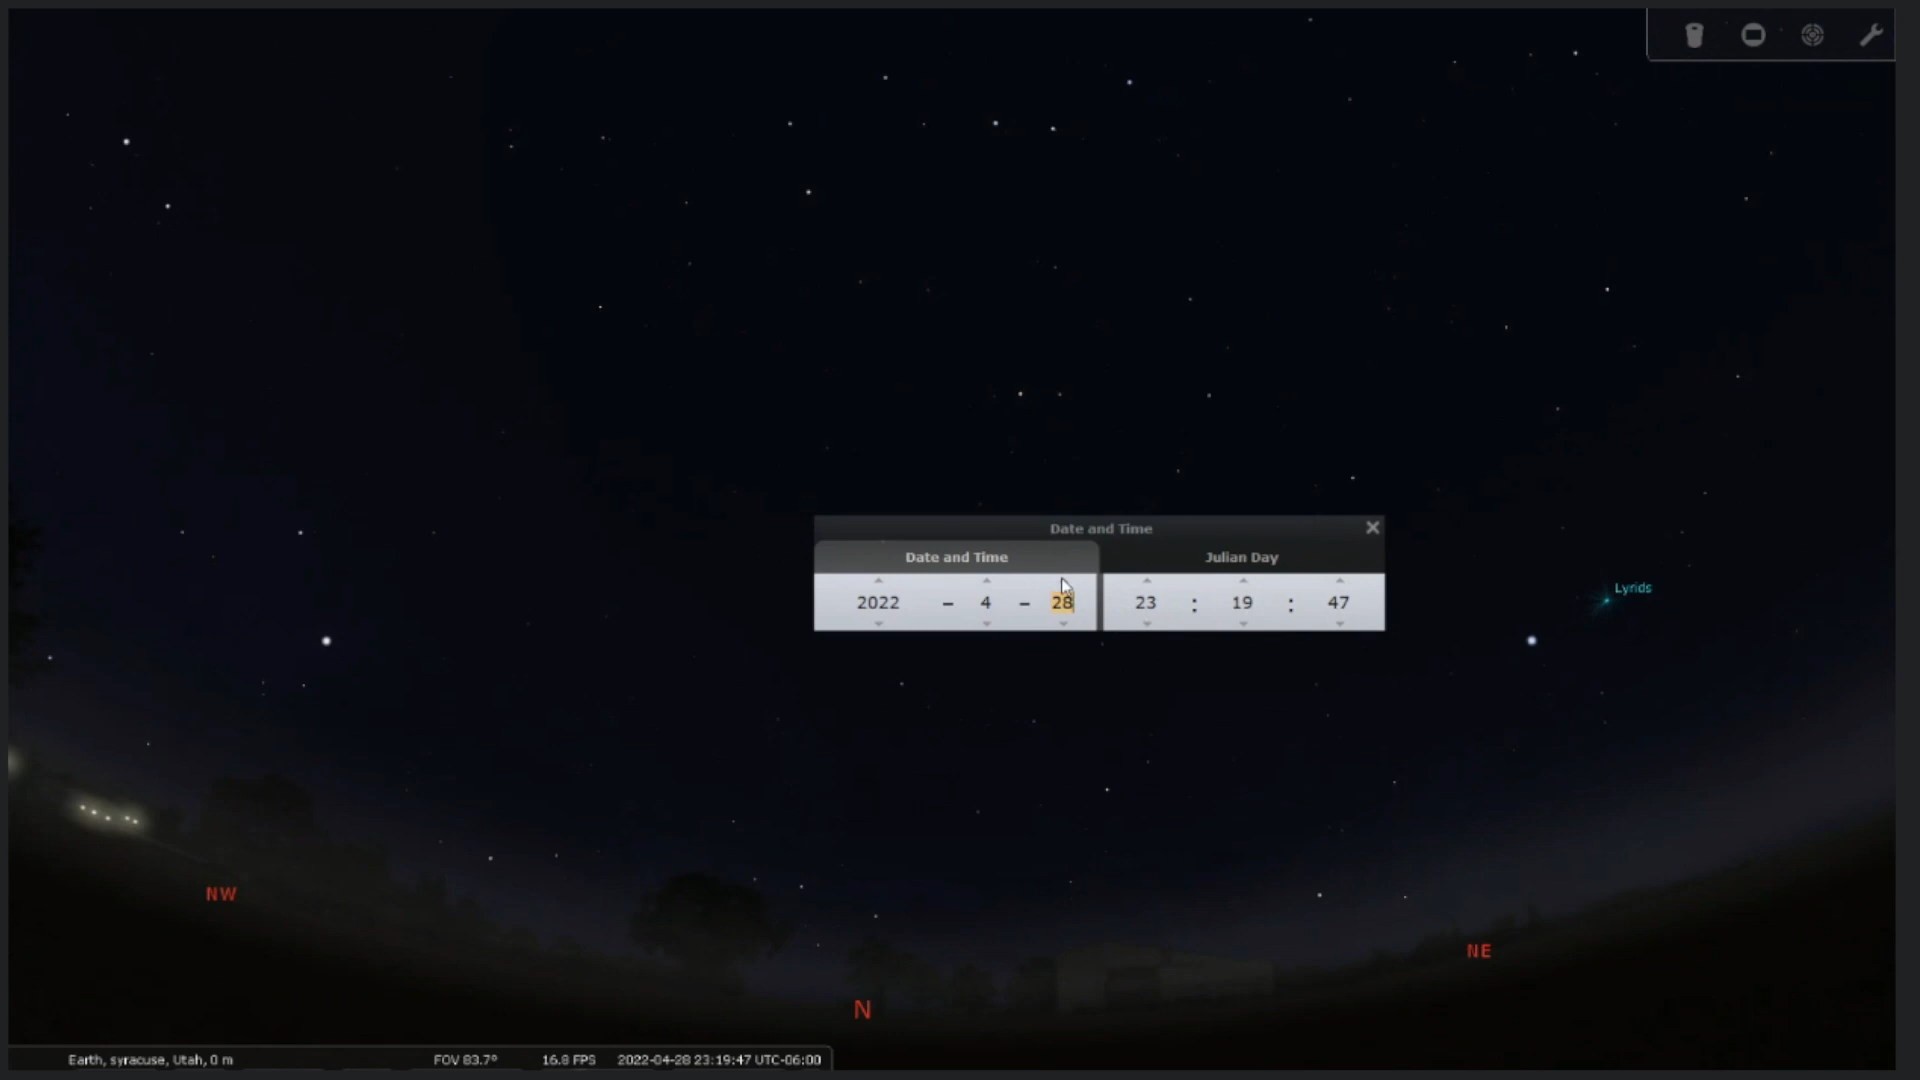 Date and Time
Date and Time
Julian Day
2022 - 4 - 28
23 : 19 : 47
Lyrids
NW
NE
N
Earth, syracuse, Utah, 0 m
FOV 83.7°
16.8 FPS
2022-04-28 23:19:47 UTC-06:00